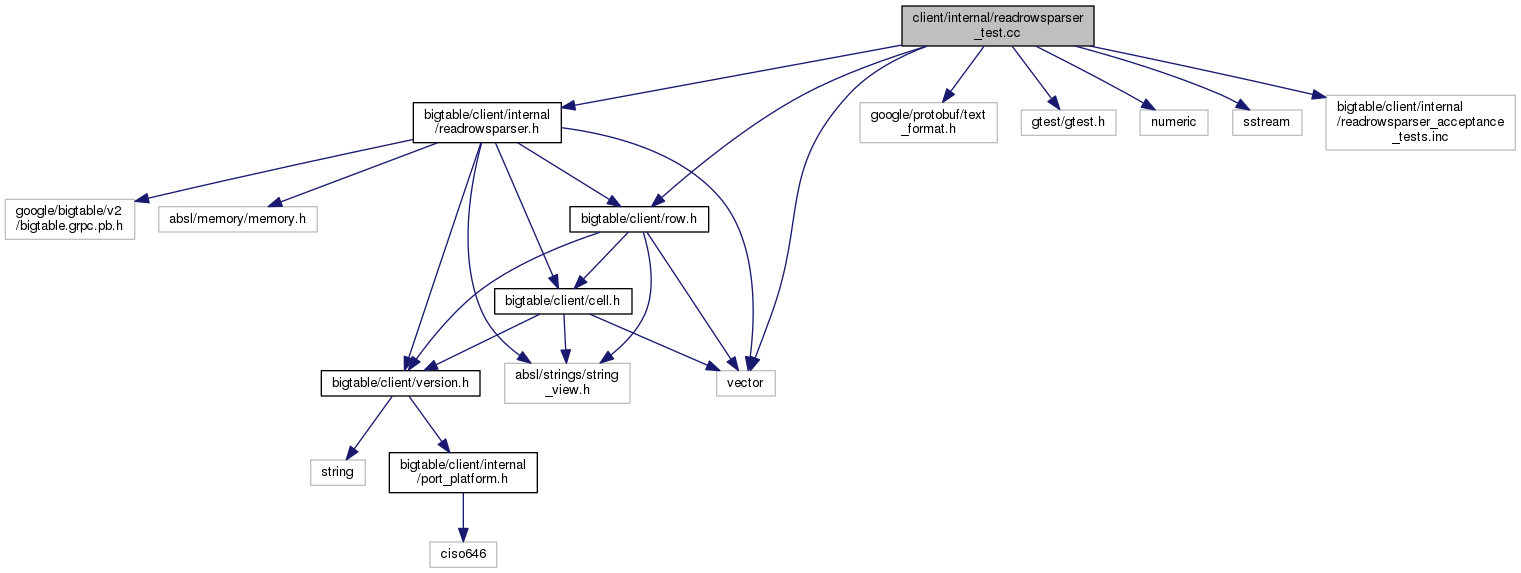 client/internal/readrowsparser
_test.cc
bigtable/client/internal
/readrowsparser.h
google/protobuf/text
_format.h
gtest/gtest.h
numeric
sstream
bigtable/client/internal
/readrowsparser_acceptance
_tests.inc
google/bigtable/v2
/bigtable.grpc.pb.h
absl/memory/memory.h
bigtable/client/row.h
bigtable/client/cell.h
bigtable/client/version.h
absl/strings/string
_view.h
vector
string
bigtable/client/internal
/port_platform.h
ciso646